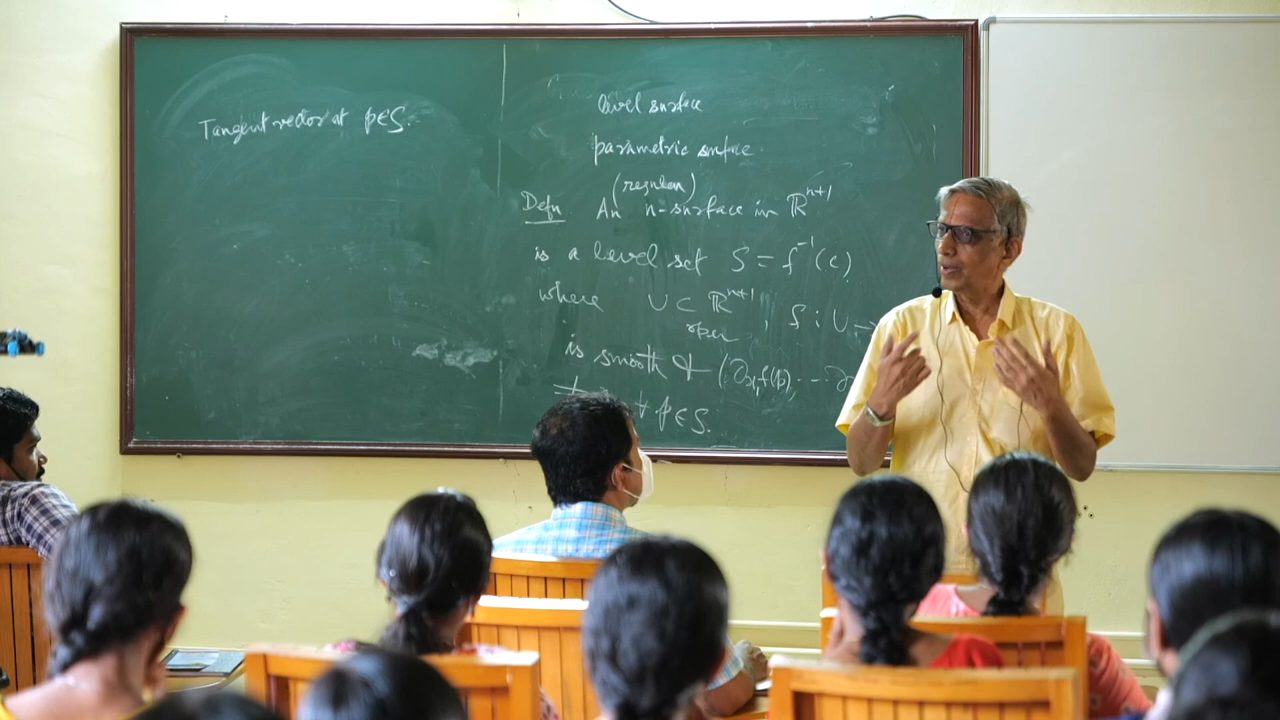 Tangent vector at p∈S.
level surface
parametric surface.
(regular)
Defn An n-surface in ℝⁿ⁺¹
is a level set S = f⁻¹(c)
where U ⊂ ℝⁿ⁺¹, f : U →
open
is smooth & (∂x₁f(p), ...
≠ ∀ p∈S.